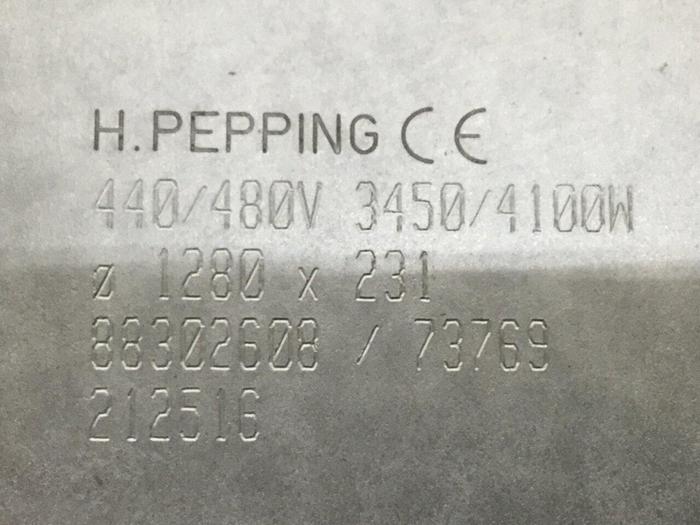 H.PEPPING CE
440/480V 3450/4100W
ø 1280 x 231
88302608 / 73769
212516